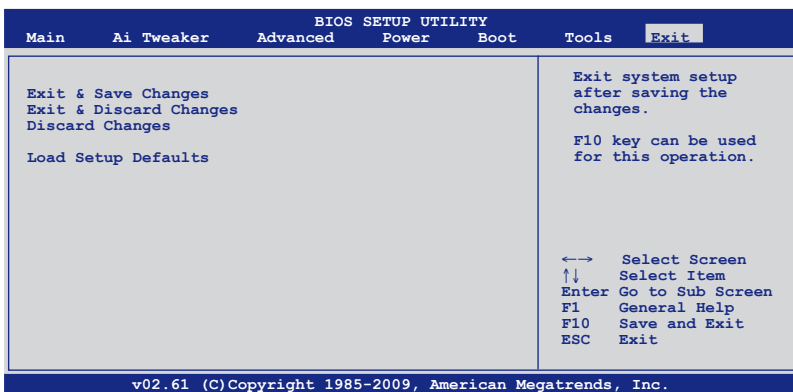 BIOS SETUP UTILITY
Main Ai Tweaker Advanced Power Boot Tools Exit
Exit & Save Changes
Exit & Discard Changes
Discard Changes
Load Setup Defaults
Exit system setup
after saving the
changes.
F10 key can be used
for this operation.
←→ Select Screen
↑↓ Select Item
Enter Go to Sub Screen
F1 General Help
F10 Save and Exit
ESC Exit
v02.61 (C)Copyright 1985-2009, American Megatrends, Inc.